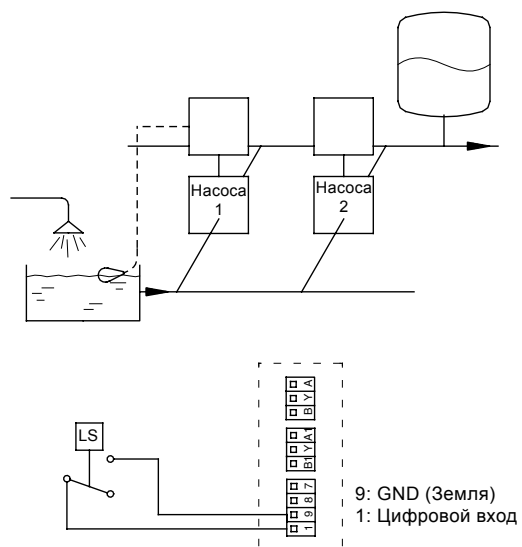 Насоса
1
Насоса
2
LS
A
Y
B
A1
Y
B1
7
8
9
1
9: GND (Земля)
1: Цифровой вход